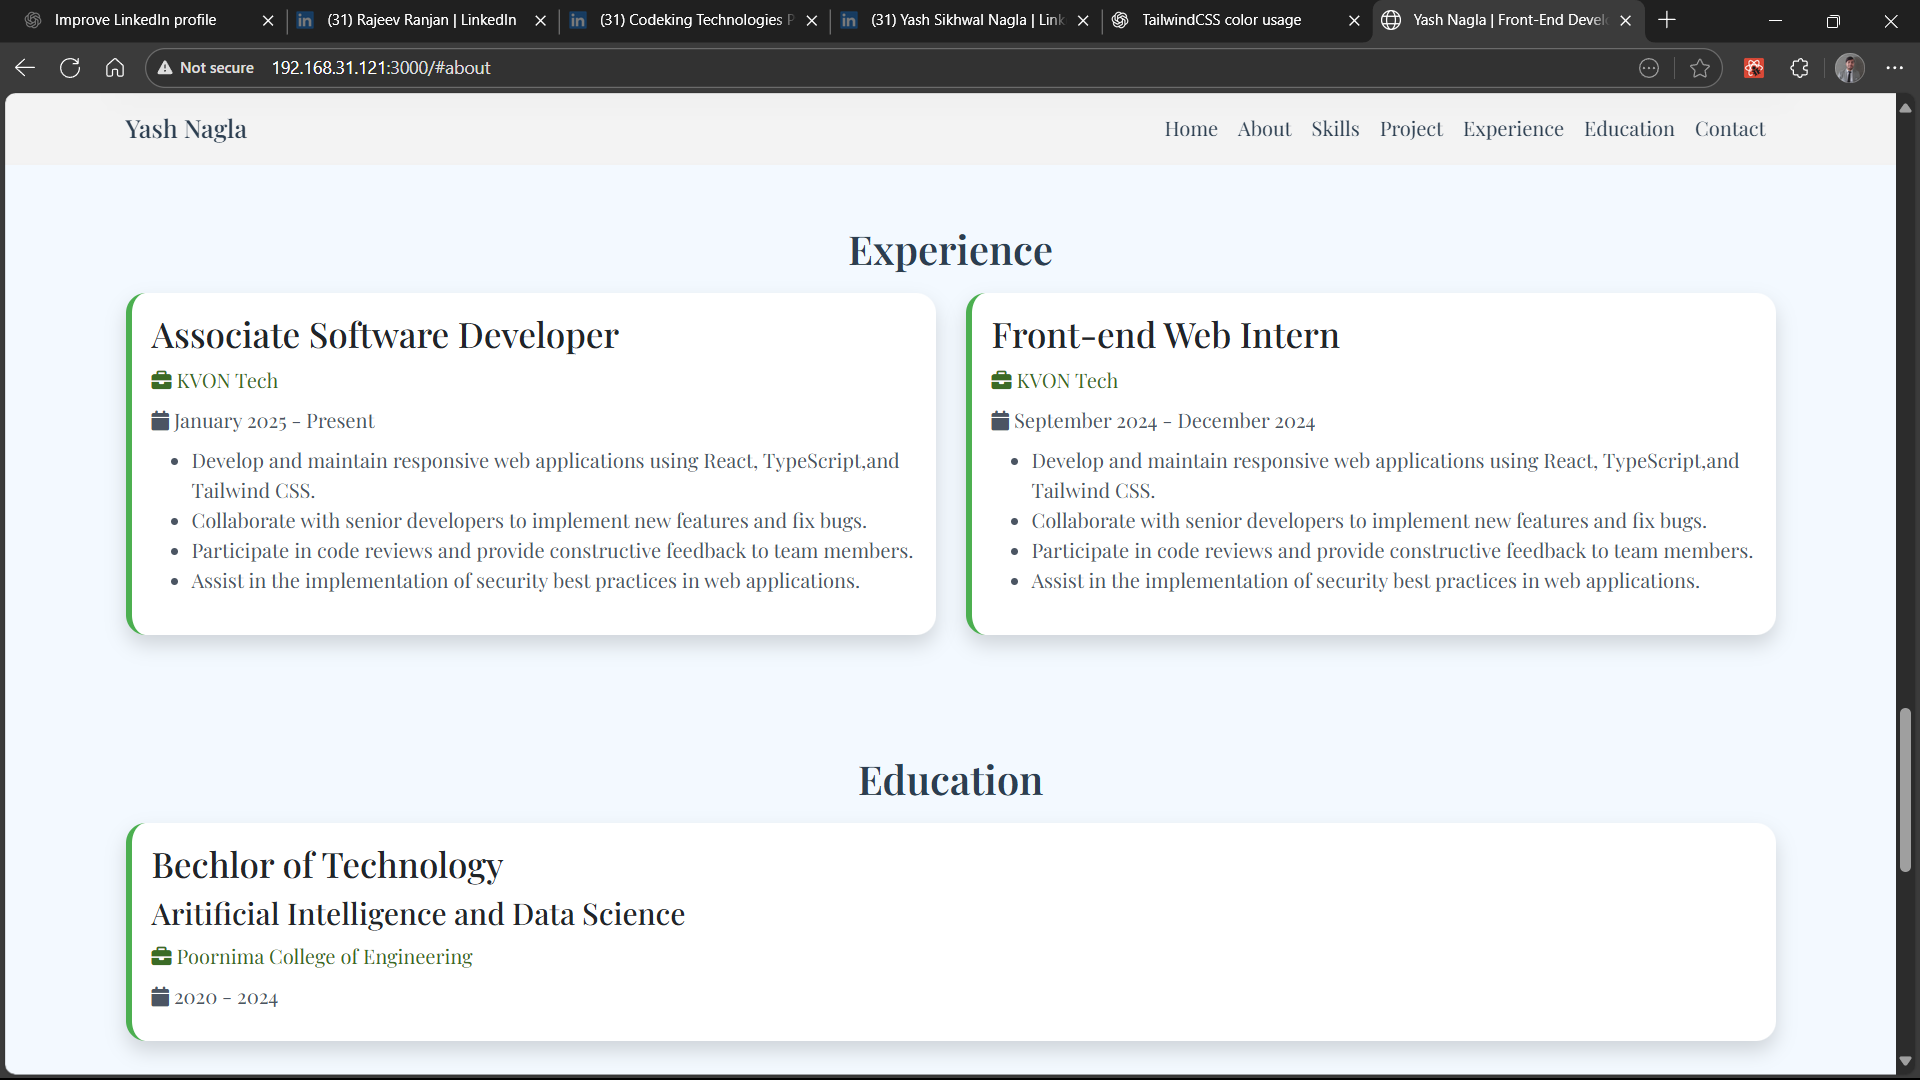 Improve LinkedIn profile
(31) Rajeev Ranjan | LinkedIn
(31) Codeking Technologies P
(31) Yash Sikhwal Nagla | Link
TailwindCSS color usage
Yash Nagla | Front-End Devel
Not secure 192.168.31.121:3000/#about
Yash Nagla
Home About Skills Project Experience Education Contact
Experience
Associate Software Developer
KVON Tech
January 2025 - Present
• Develop and maintain responsive web applications using React, TypeScript,and
Tailwind CSS.
• Collaborate with senior developers to implement new features and fix bugs.
• Participate in code reviews and provide constructive feedback to team members.
• Assist in the implementation of security best practices in web applications.
Front-end Web Intern
KVON Tech
September 2024 - December 2024
• Develop and maintain responsive web applications using React, TypeScript,and
Tailwind CSS.
• Collaborate with senior developers to implement new features and fix bugs.
• Participate in code reviews and provide constructive feedback to team members.
• Assist in the implementation of security best practices in web applications.
Education
Bechlor of Technology
Aritificial Intelligence and Data Science
Poornima College of Engineering
2020 - 2024